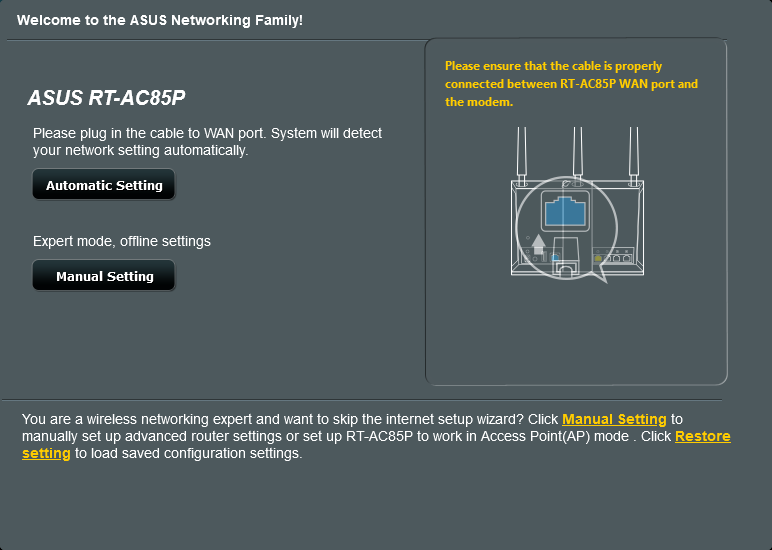 Welcome to the ASUS Networking Family!
ASUS RT-AC85P
Please plug in the cable to WAN port. System will detect
your network setting automatically.
Automatic Setting
Expert mode, offline settings
Manual Setting
Please ensure that the cable is properly
connected between RT-AC85P WAN port and
the modem.
You are a wireless networking expert and want to skip the internet setup wizard? Click Manual Setting to
manually set up advanced router settings or set up RT-AC85P to work in Access Point(AP) mode . Click Restore
setting to load saved configuration settings.